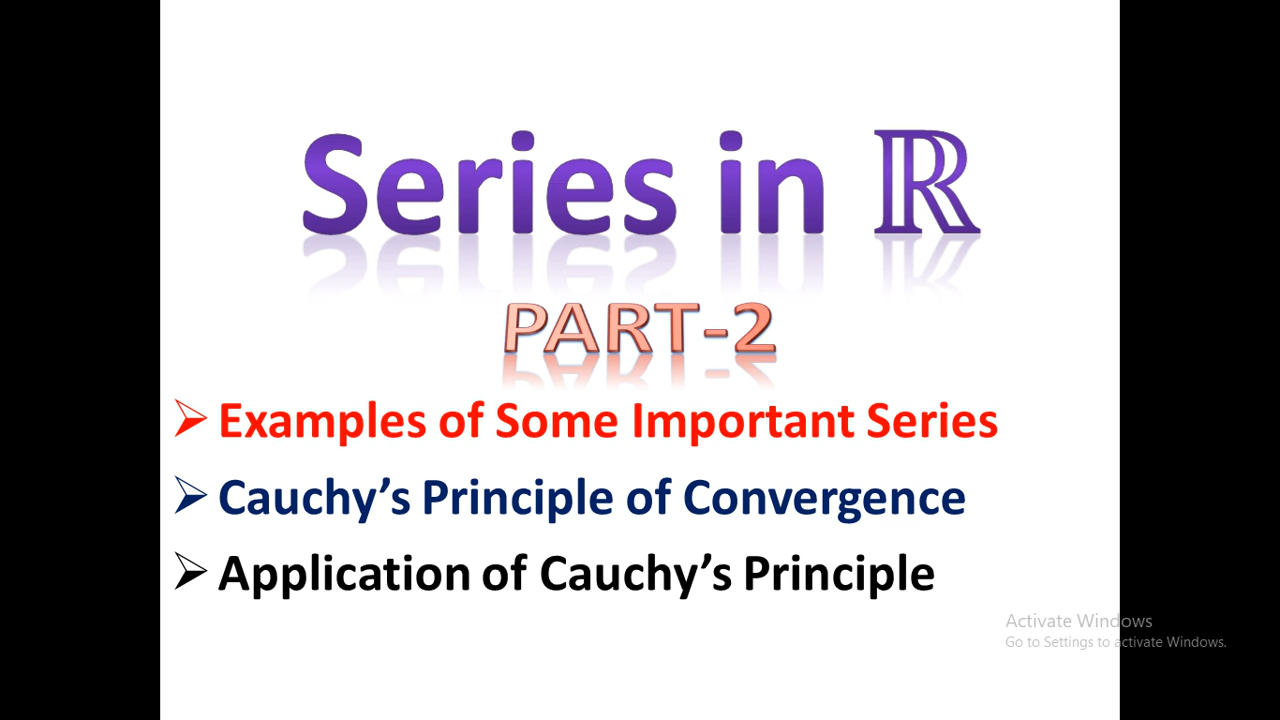 Series in ℝ
PART-2
➢ Examples of Some Important Series
➢ Cauchy’s Principle of Convergence
➢ Application of Cauchy’s Principle
Activate Windows
Go to Settings to activate Windows.